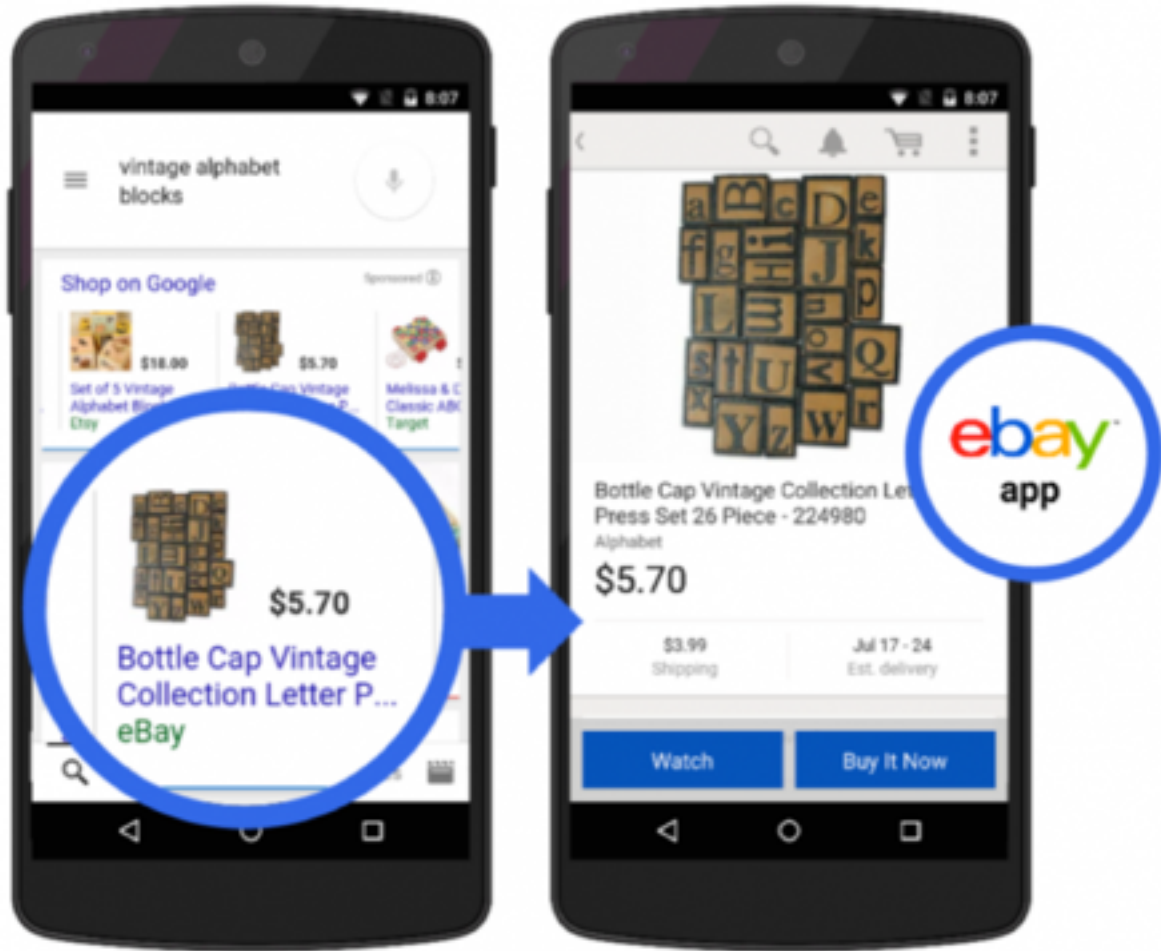 8:07
vintage alphabet
blocks
Shop on Google
Sponsored
$18.00
$5.70
Set of 5 Vintage
Alphabet
Etsy
Vintage
Melissa &
Classic
Target
$5.70
Bottle Cap Vintage
Collection Letter P...
eBay
8:07
a B c D e
f g H i J k
L m n o p
s t U Q
x Y z W r
Bottle Cap Vintage Collection
Press Set 26 Piece - 224980
Alphabet
$5.70
$3.99
Shipping
Jul 17 - 24
Est. delivery
Watch
Buy It Now
ebay
app